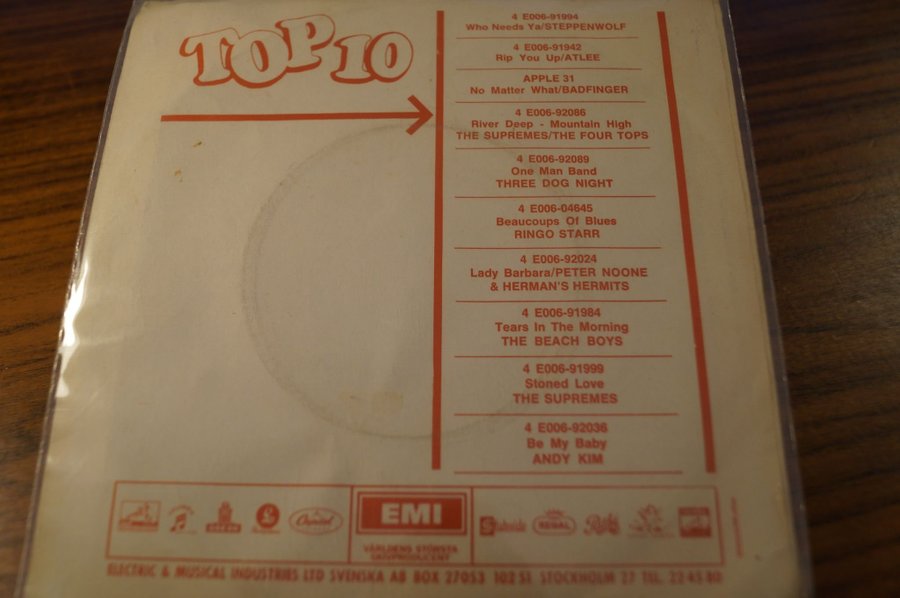 TOP 10
4 E006-91994
Who Needs Ya/STEPPENWOLF
4 E006-91942
Rip You Up/ATLEE
APPLE 31
No Matter What/BADFINGER
4 E006-92086
River Deep - Mountain High
THE SUPREMES/THE FOUR TOPS
4 E006-92089
One Man Band
THREE DOG NIGHT
4 E006-04645
Beaucoups Of Blues
RINGO STARR
4 E006-92024
Lady Barbara/PETER NOONE
& HERMAN'S HERMITS
4 E006-91984
Tears In The Morning
THE BEACH BOYS
4 E006-91999
Stoned Love
THE SUPREMES
4 E006-92036
Be My Baby
ANDY KIM
Capitol
EMI
Stateside
REGAL
VÄRLDENS STÖRSTA
ELECTRIC & MUSICAL INDUSTRIES LTD SVENSKA AB BOX 27053 102 51 STOCKHOLM 27 TEL. 22 45 80